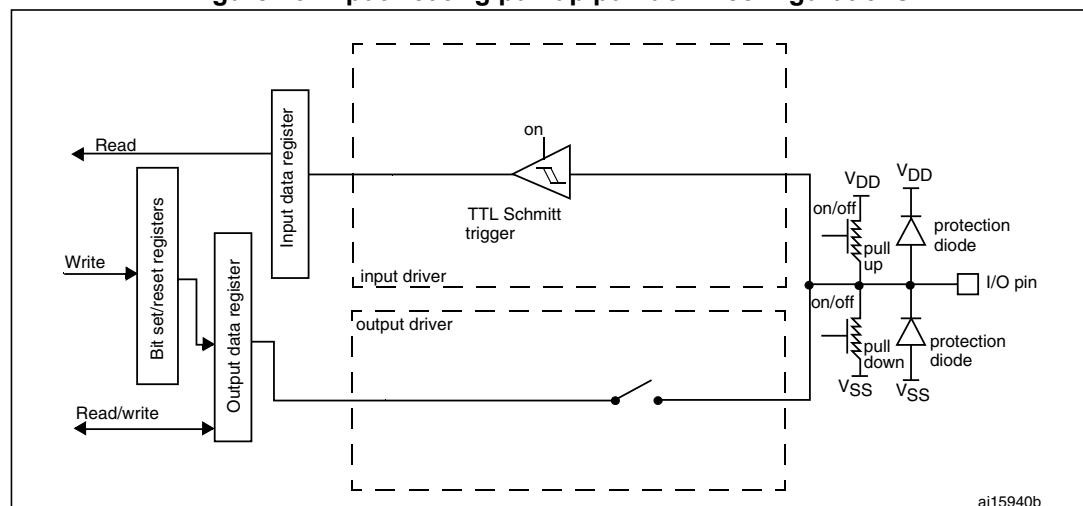 Read
Input data register
on
TTL Schmitt
trigger
input driver
Write
Bit set/reset registers
Output data register
Read/write
output driver
VDD
on/off
pull
up
VDD
protection
diode
I/O pin
on/off
pull
down
VSS
protection
diode
VSS
ai15940b